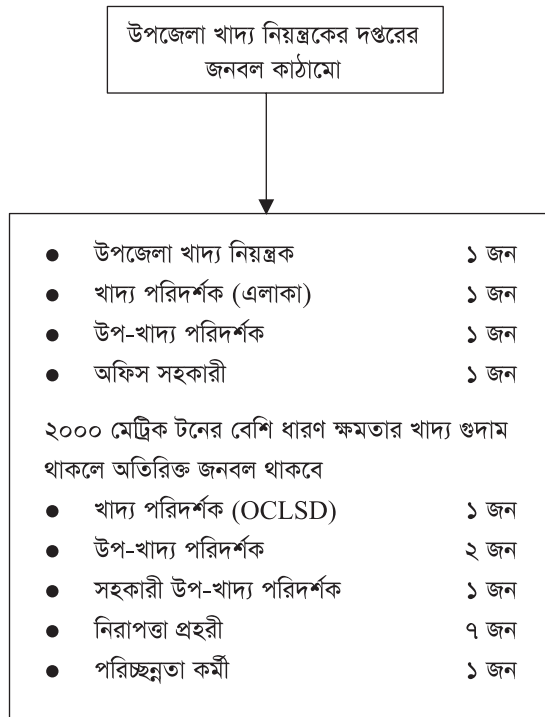 উপজেলা খাদ্য নিয়ন্ত্রকের দপ্তরের
জনবল কাঠামো
● উপজেলা খাদ্য নিয়ন্ত্রক ১ জন
● খাদ্য পরিদর্শক (এলাকা) ১ জন
● উপ-খাদ্য পরিদর্শক ১ জন
● অফিস সহকারী ১ জন
২০০০ মেট্রিক টনের বেশি ধারণ ক্ষমতার খাদ্য গুদাম
থাকলে অতিরিক্ত জনবল থাকবে
● খাদ্য পরিদর্শক (OCLSD) ১ জন
● উপ-খাদ্য পরিদর্শক ২ জন
● সহকারী উপ-খাদ্য পরিদর্শক ১ জন
● নিরাপত্তা প্রহরী ৭ জন
● পরিচ্ছন্নতা কর্মী ১ জন